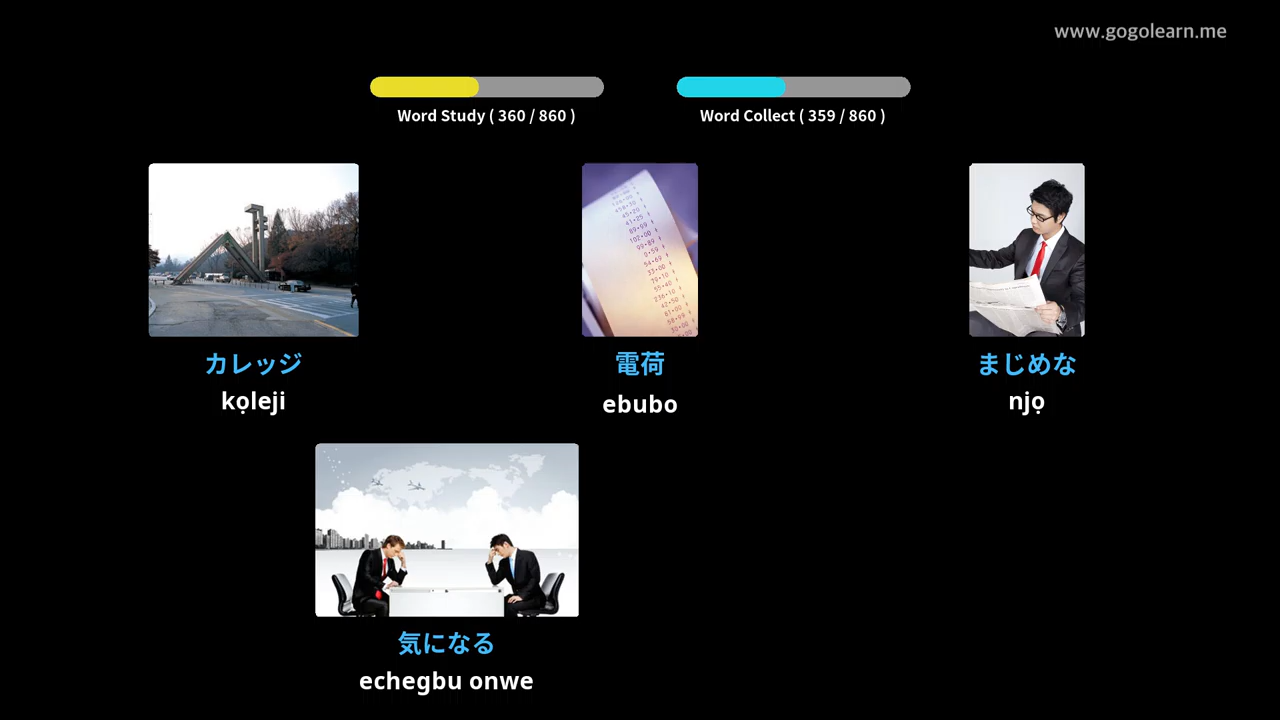 www.gogolearn.me
Word Study ( 360 / 860 )
Word Collect ( 359 / 860 )
カレッジ
kọleji
電荷
ebubo
まじめな
njọ
気になる
echegbu onwe